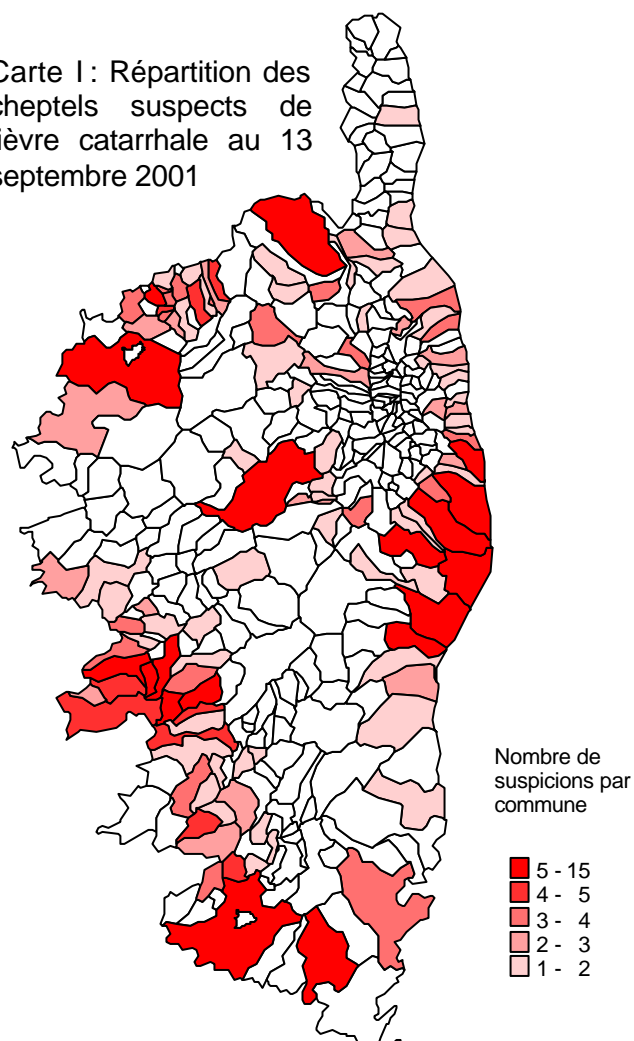 Carte I : Répartition des
cheptels suspects de
fièvre catarrhale au 13
septembre 2001
Nombre de
suspicions par
commune
5 - 15
4 - 5
3 - 4
2 - 3
1 - 2